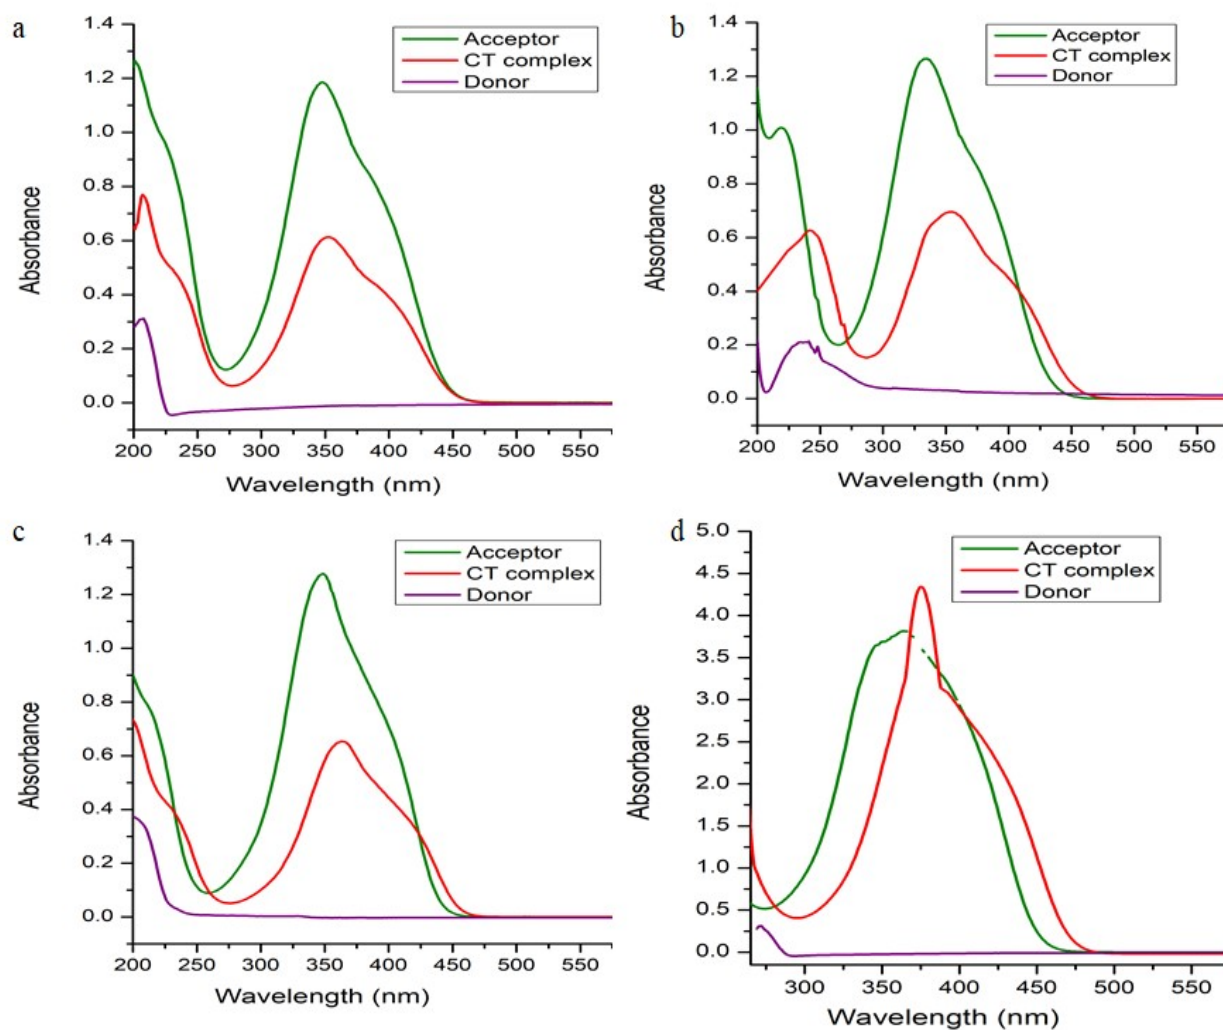 a
1.4
1.2
1.0
0.8
0.6
0.4
0.2
0.0
Absorbance
Acceptor
CT complex
Donor
200 250 300 350 400 450 500 550
Wavelength (nm)
b
1.4
1.2
1.0
0.8
0.6
0.4
0.2
0.0
Absorbance
Acceptor
CT complex
Donor
200 250 300 350 400 450 500 550
Wavelength (nm)
c
1.4
1.2
1.0
0.8
0.6
0.4
0.2
0.0
Absorbance
Acceptor
CT complex
Donor
200 250 300 350 400 450 500 550
Wavelength (nm)
d
5.0
4.5
4.0
3.5
3.0
2.5
2.0
1.5
1.0
0.5
0.0
Absorbance
Acceptor
CT complex
Donor
300 350 400 450 500 550
Wavelength (nm)